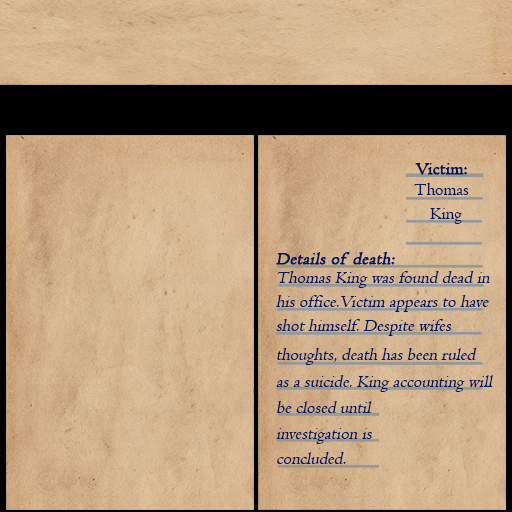 Victim:
Thomas
King
Details of death:
Thomas King was found dead in
his office.Victim appears to have
shot himself. Despite wifes
thoughts, death has been ruled
as a suicide. King accounting will
be closed until
investigation is
concluded.